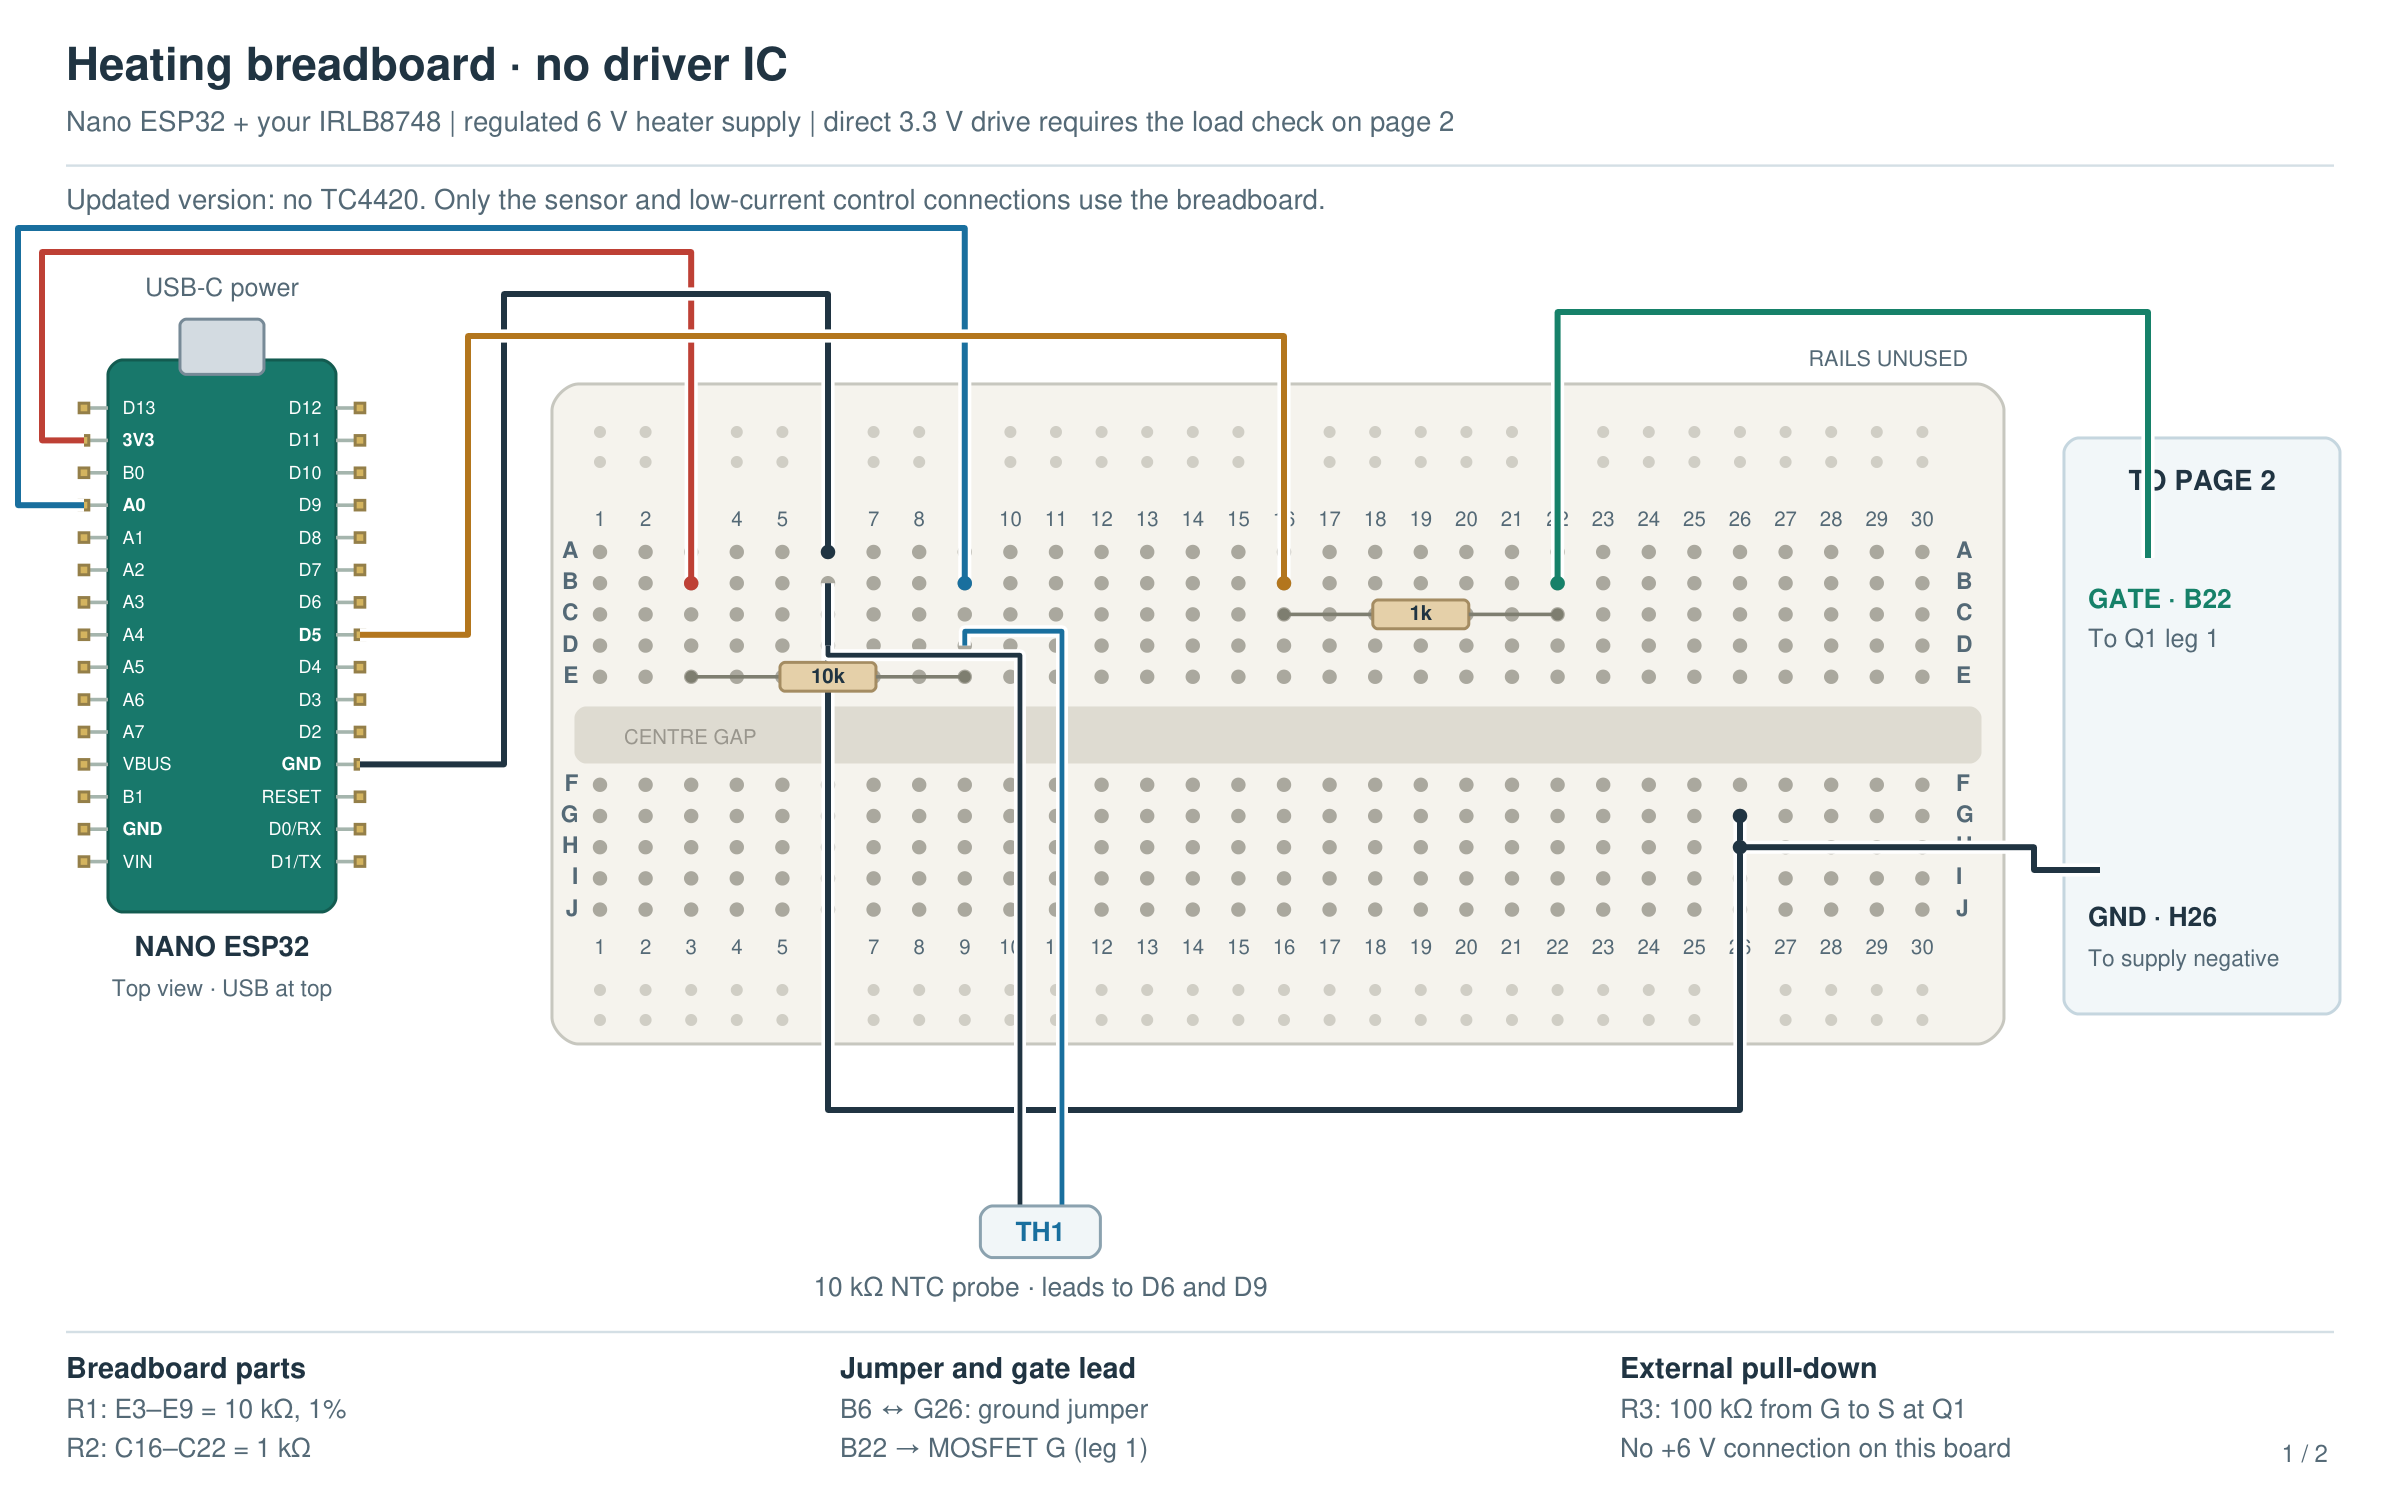 Heating breadboard · no driver IC
Nano ESP32 + your IRLB8748 | regulated 6 V heater supply | direct 3.3 V drive requires the load check on page 2
Updated version: no TC4420. Only the sensor and low-current control connections use the breadboard.
USB-C power
RAILS UNUSED
D13 D12
3V3 D11
B0 D10
A0 D9
A1 D8
A2 D7
A3 D6
A4 D5
A5 D4
A6 D3
A7 D2
VBUS GND
B1 RESET
GND D0/RX
VIN D1/TX
NANO ESP32
Top view · USB at top
1 2 4 5 7 8 10 11 12 13 14 15 16 17 18 19 20 21 22 23 24 25 26 27 28 29 30
A A
B B
C 1k C
D D
E 10k E
CENTRE GAP
F F
G G
H H
I I
J J
1 2 3 4 5 7 8 9 10 11 12 13 14 15 16 17 18 19 20 21 22 23 24 25 26 27 28 29 30
TO PAGE 2
GATE · B22
To Q1 leg 1
GND · H26
To supply negative
TH1
10 kΩ NTC probe · leads to D6 and D9
Breadboard parts
R1: E3–E9 = 10 kΩ, 1%
R2: C16–C22 = 1 kΩ
Jumper and gate lead
B6 ↔ G26: ground jumper
B22 → MOSFET G (leg 1)
External pull-down
R3: 100 kΩ from G to S at Q1
No +6 V connection on this board
1 / 2